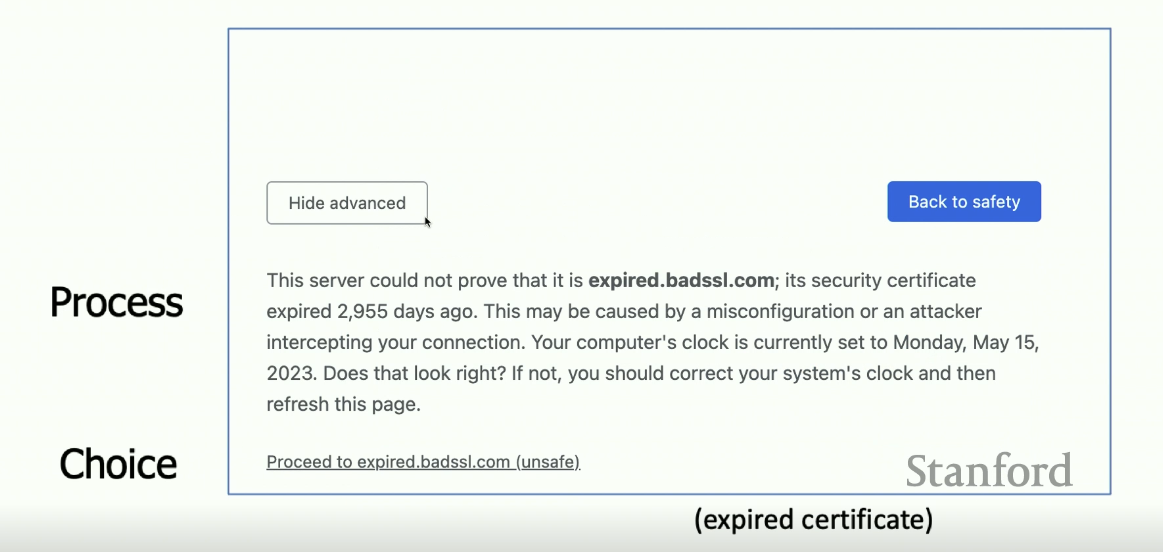 Hide advanced
Back to safety
Process
This server could not prove that it is expired.badssl.com; its security certificate
expired 2,955 days ago. This may be caused by a misconfiguration or an attacker
intercepting your connection. Your computer's clock is currently set to Monday, May 15,
2023. Does that look right? If not, you should correct your system's clock and then
refresh this page.
Choice
Proceed to expired.badssl.com (unsafe)
Stanford
(expired certificate)